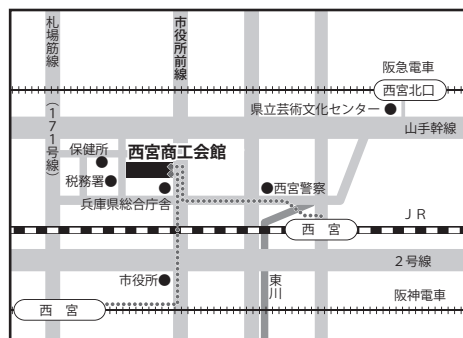 札場筋線
(171号線)
市役所前線
阪急電車
西宮北口
県立芸術文化センター
山手幹線
保健所
西宮商工会館
税務署
兵庫県総合庁舎
西宮警察
JR
西 宮
2号線
市役所
東川
阪神電車
西 宮